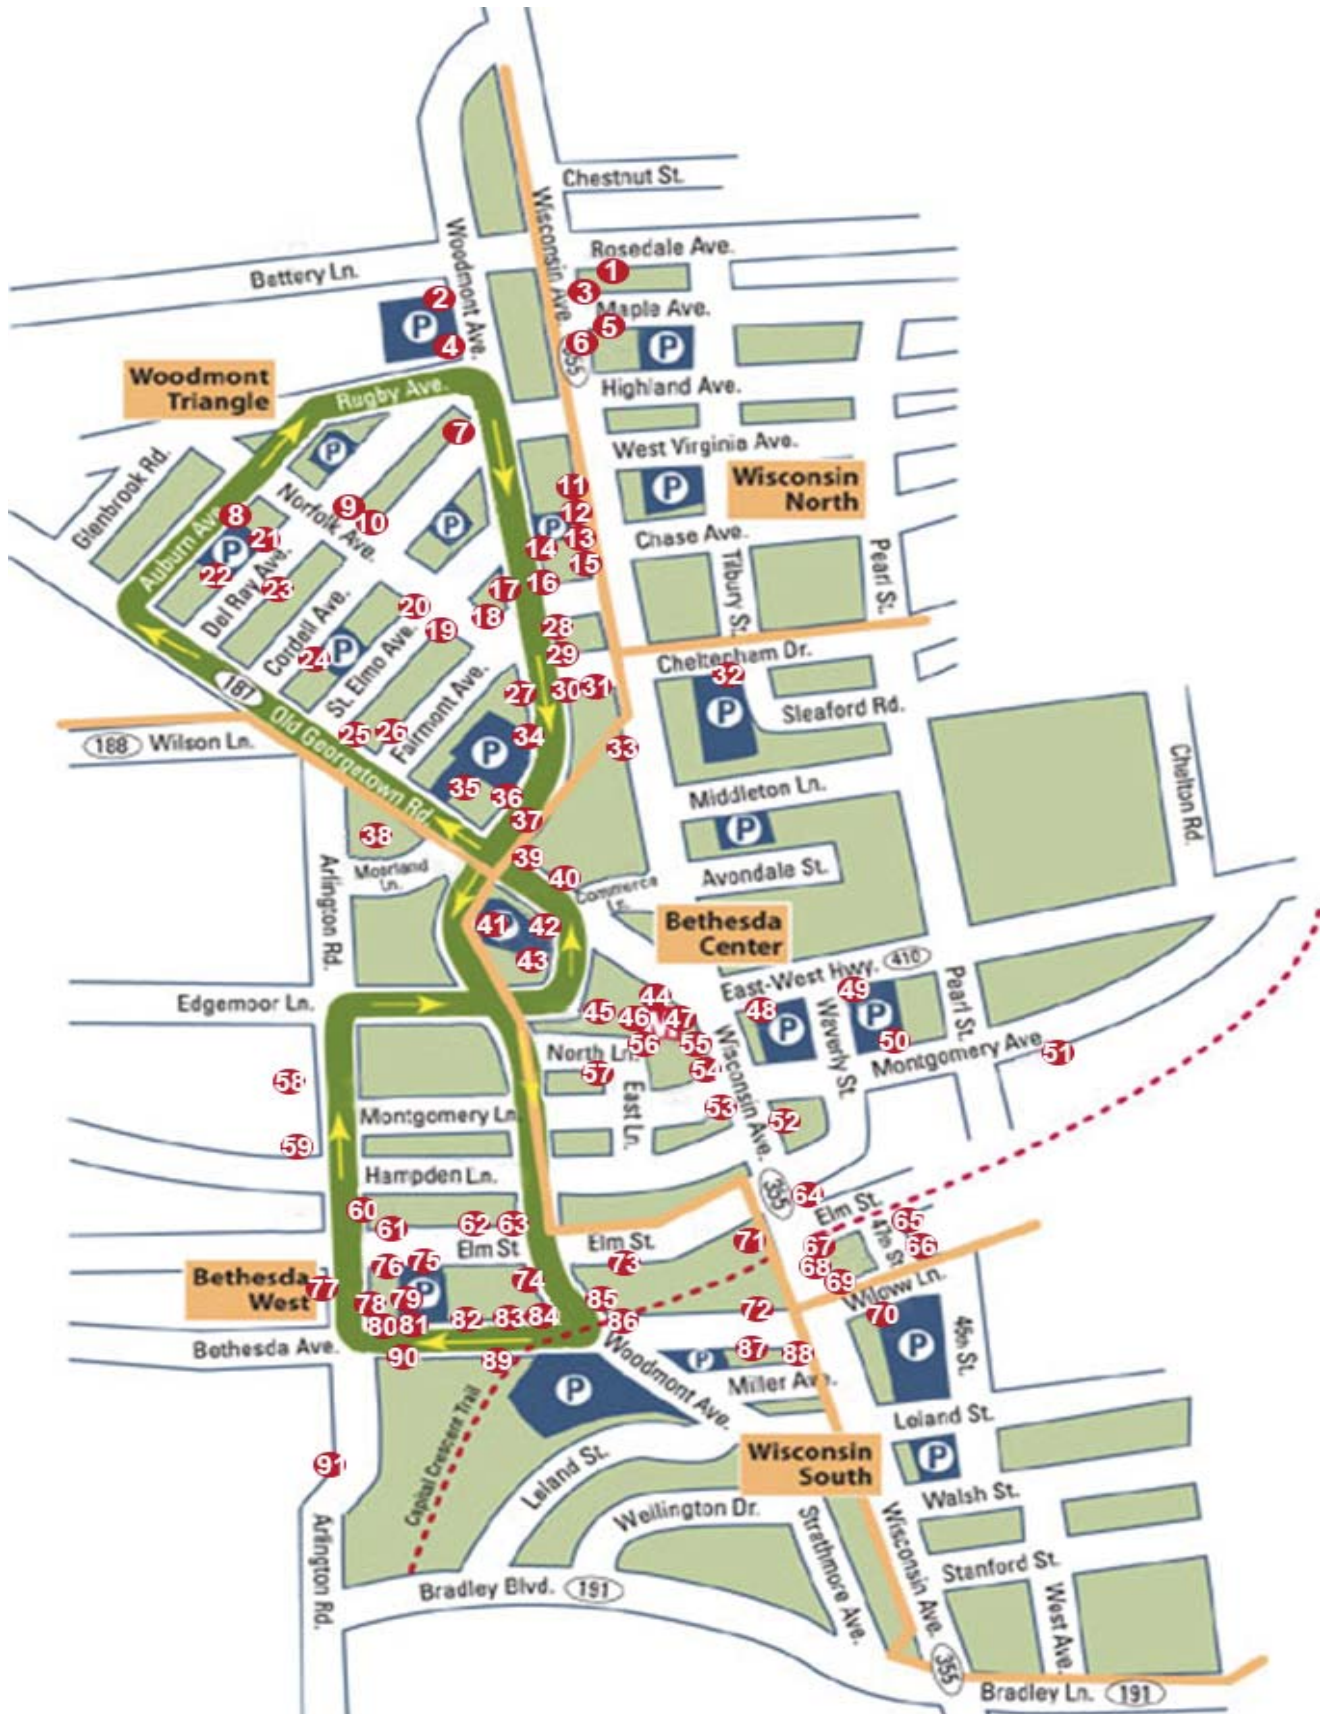 Chestnut St.
Wisconsin Ave.
Rosedale Ave.
Woodmont Ave.
Battery Ln.
1
2
3
Maple Ave.
P
5
4
6
P
355
Woodmont
Triangle
Rugby Ave.
Highland Ave.
7
West Virginia Ave.
P
Glenbrook Rd.
Wisconsin
North
11
P
Norfolk Ave.
9
8
10
12
P
P
Chase Ave.
Auburn Ave.
21
13
P
14
Tilbury St.
Pearl St.
15
22
Del Ray Ave.
23
17
16
Cordell Ave.
20
18
28
19
St. Elmo Ave.
24
P
29
Cheltenham Dr.
32
187
27
30
31
P
Sleaford Rd.
Old Georgetown Rd.
25
26
Fairmont Ave.
34
33
188
Wilson Ln.
P
Chelton Rd.
35
36
Middleton Ln.
37
P
38
39
Avondale St.
Moorland
Ln.
40
Commerce
Ln.
Arlington Rd.
41
42
Bethesda
Center
43
East-West Hwy.
410
Edgemoor Ln.
44
49
Pearl St.
45
46
47
48
P
P
Waverly St.
50
56
55
Wisconsin Ave.
51
North Ln.
Montgomery Ave.
58
57
54
East Ln.
53
52
Montgomery Ln.
59
Hampden Ln.
355
64
60
Elm St.
61
62
63
65
47th St.
Elm St.
Elm St.
71
67
66
76
75
73
68
Bethesda
West
77
74
69
Willow Ln.
78
79
P
85
72
70
80
81
82
83
84
86
P
46th St.
Bethesda Ave.
90
89
Woodmont Ave.
87
88
P
Miller Ave.
P
Leland St.
Capital Crescent Trail
Wisconsin
South
P
91
Leland St.
Walsh St.
Wellington Dr.
Arlington Rd.
Strathmore Ave.
Wisconsin Ave.
Stanford St.
Bradley Blvd.
191
West Ave.
355
Bradley Ln.
191